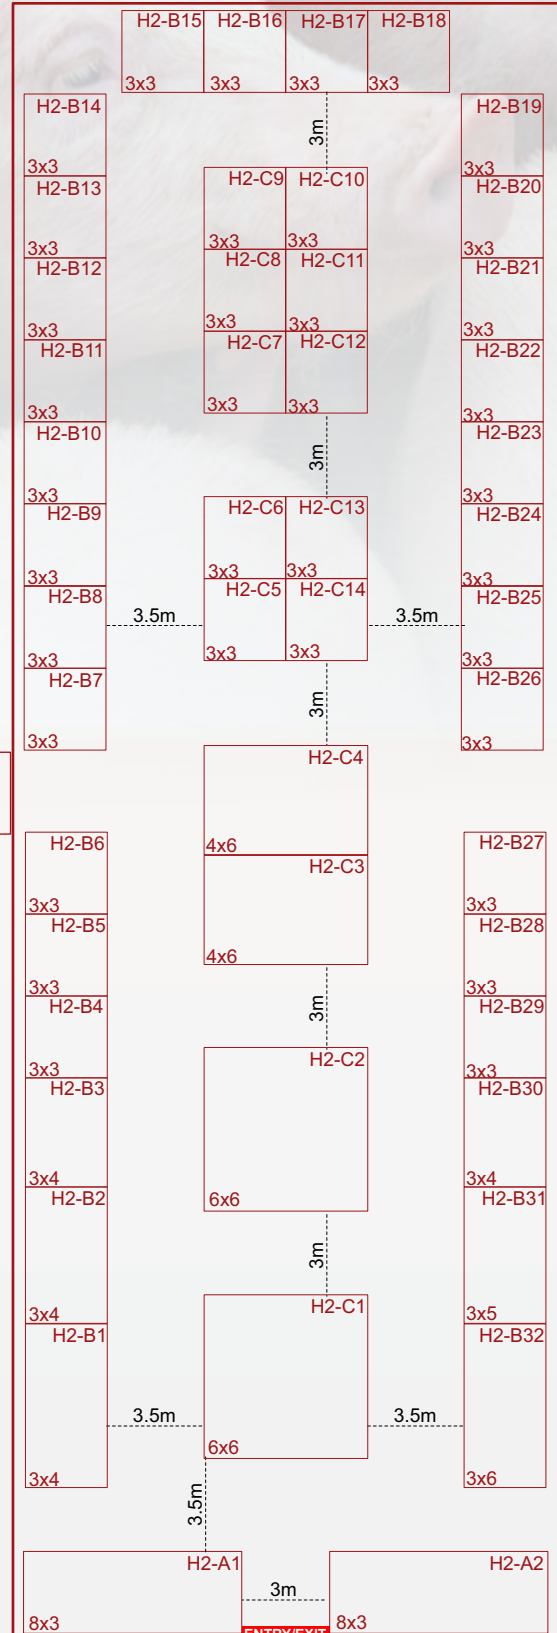 H2-B15 H2-B16 H2-B17 H2-B18
3x3 3x3 3x3 3x3
H2-B14 3m H2-B19
3x3 3x3
H2-B13 H2-C9 H2-C10 H2-B20
3x3 3x3 3x3 3x3
H2-B12 H2-C8 H2-C11 H2-B21
3x3 3x3 3x3 3x3
H2-B11 H2-C7 H2-C12 H2-B22
3x3 3x3 3x3 3x3
H2-B10 3m H2-B23
3x3 3x3
H2-B9 H2-C6 H2-C13 H2-B24
3x3 3x3 3x3 3x3
H2-B8 H2-C5 H2-C14 H2-B25
3.5m 3.5m
3x3 3x3 3x3 3x3
H2-B7 3m H2-B26
3x3 3x3
H2-C4
H2-B6 4x6 H2-B27
H2-C3
3x3 3x3
H2-B5 H2-B28
4x6
3x3 3x3
H2-B4 3m H2-B29
H2-C2
3x3 3x3
H2-B3 H2-B30
3x4 3x4
H2-B2 6x6 H2-B31
3m
H2-C1
3x4 3x5
H2-B1 H2-B32
3.5m 3.5m
6x6
3x4 3x6
3.5m
H2-A1 H2-A2
3m
8x3 8x3
ENTRY/EXIT